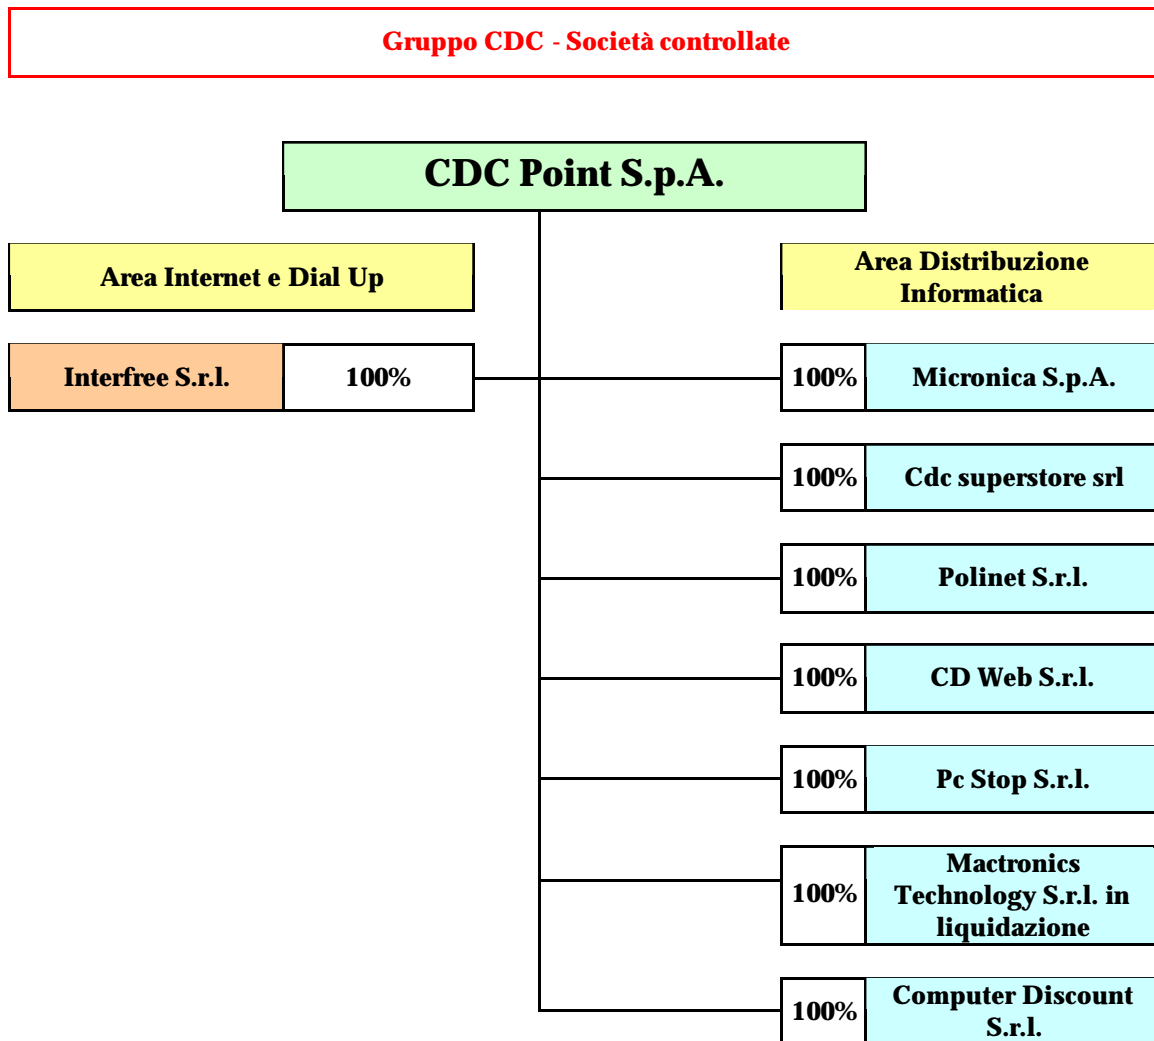 Gruppo CDC - Società controllate
CDC Point S.p.A.
Area Internet e Dial Up
Area Distribuzione
Informatica
Interfree S.r.l. 100%
100% Micronica S.p.A.
100% Cdc superstore srl
100% Polinet S.r.l.
100% CD Web S.r.l.
100% Pc Stop S.r.l.
100% Mactronics
Technology S.r.l. in
liquidazione
100% Computer Discount
S.r.l.